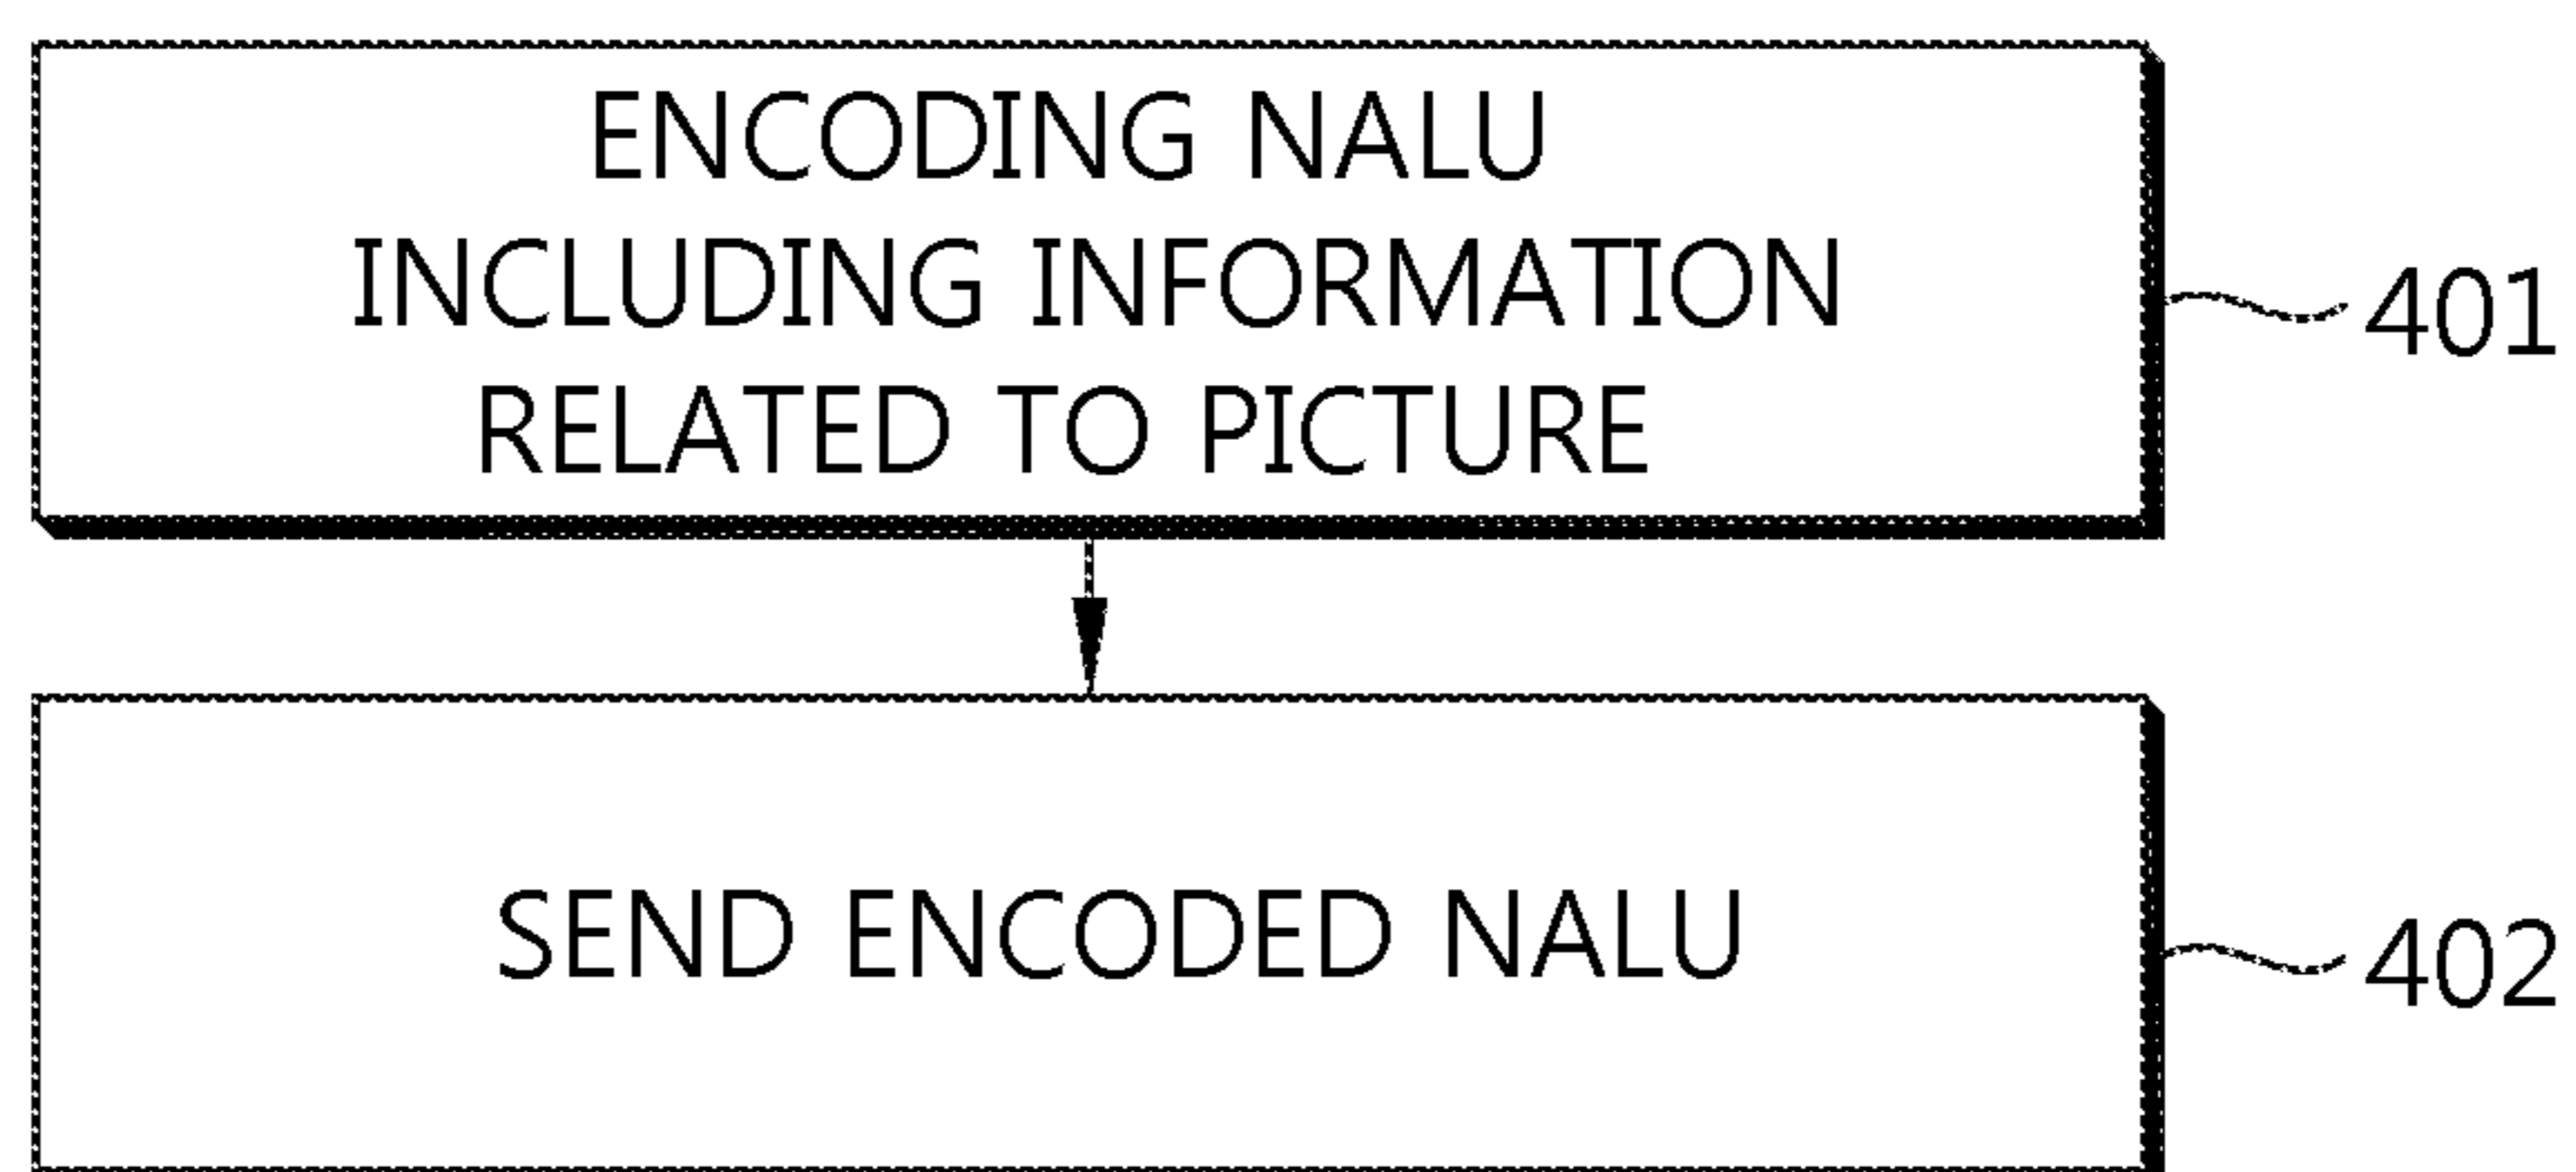 ENCODING NALU
INCLUDING INFORMATION
RELATED TO PICTURE
401
SEND ENCODED NALU
402